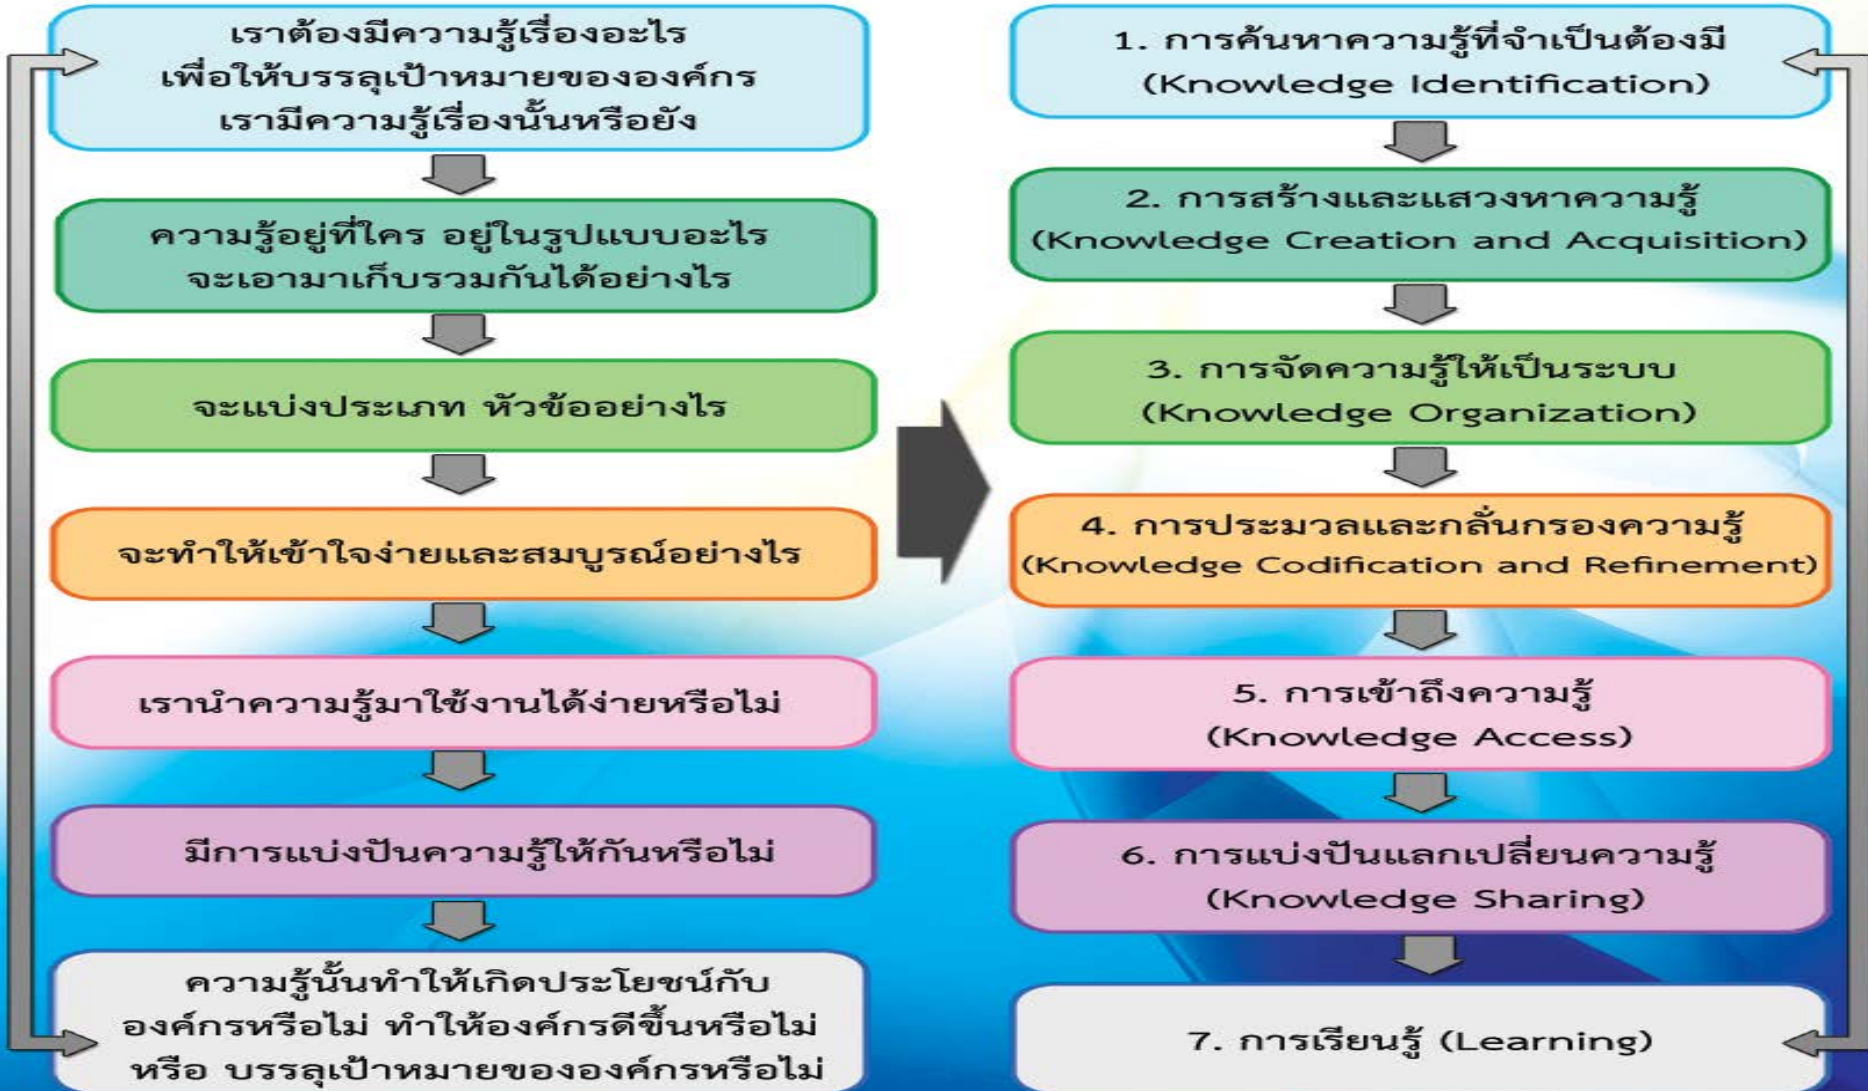 เราต้องมีความรู้เรื่องอะไร
เพื่อให้บรรลุเป้าหมายขององค์กร
เรามีความรู้เรื่องนั้นหรือยัง
ความรู้อยู่ที่ใคร อยู่ในรูปแบบอะไร
จะเอามาเก็บรวมกันได้อย่างไร
จะแบ่งประเภท หัวข้ออย่างไร
จะทำให้เข้าใจง่ายและสมบูรณ์อย่างไร
เรานำความรู้มาใช้งานได้ง่ายหรือไม่
มีการแบ่งปันความรู้ให้กันหรือไม่
ความรู้นั้นทำให้เกิดประโยชน์กับ
องค์กรหรือไม่ ทำให้องค์กรดีขึ้นหรือไม่
หรือ บรรลุเป้าหมายขององค์กรหรือไม่
1. การค้นหาความรู้ที่จำเป็นต้องมี
(Knowledge Identification)
2. การสร้างและแสวงหาความรู้
(Knowledge Creation and Acquisition)
3. การจัดความรู้ให้เป็นระบบ
(Knowledge Organization)
4. การประมวลและกลั่นกรองความรู้
(Knowledge Codification and Refinement)
5. การเข้าถึงความรู้
(Knowledge Access)
6. การแบ่งปันแลกเปลี่ยนความรู้
(Knowledge Sharing)
7. การเรียนรู้ (Learning)